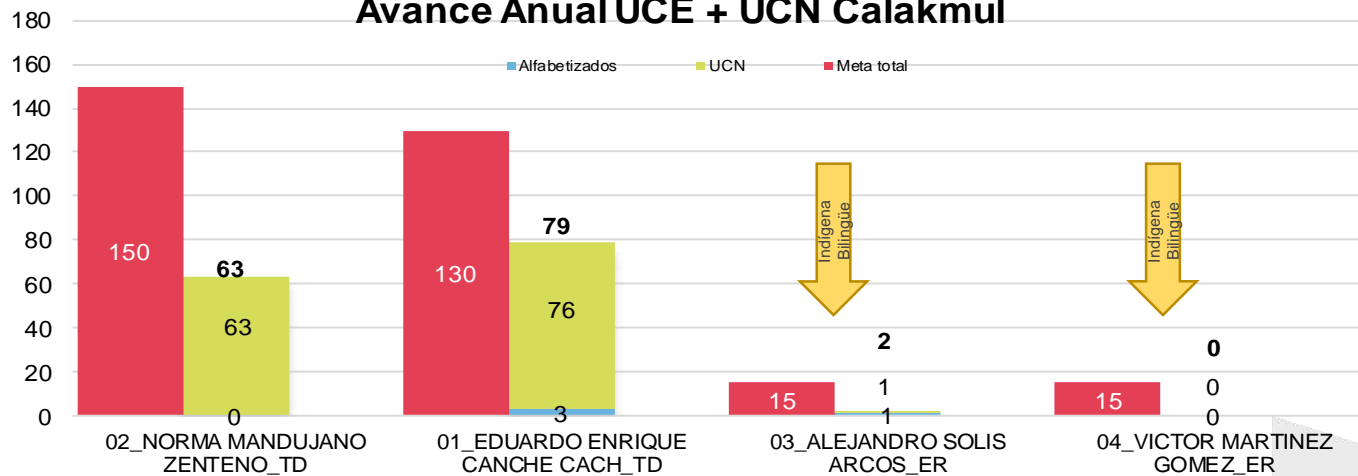 Avance Anual UCE + UCN Calakmul
Alfabetizados UCN Meta total
180
160
140
120
100
80
60
40
20
0
150
63
63
0
130
79
76
3
Indígena
Bilingüe
15
2
1
1
Indígena
Bilingüe
15
0
0
0
02_NORMA MANDUJANO
ZENTENO_TD
01_EDUARDO ENRIQUE
CANCHE CACH_TD
03_ALEJANDRO SOLIS
ARCOS_ER
04_VICTOR MARTINEZ
GOMEZ_ER